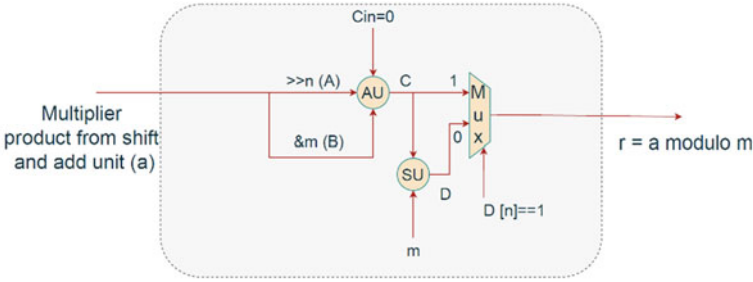 Cin=0
>>n (A)
AU
C
1
M
u
x
Multiplier
product from shift
and add unit (a)
&m (B)
0
r = a modulo m
SU
D
D [n]==1
m